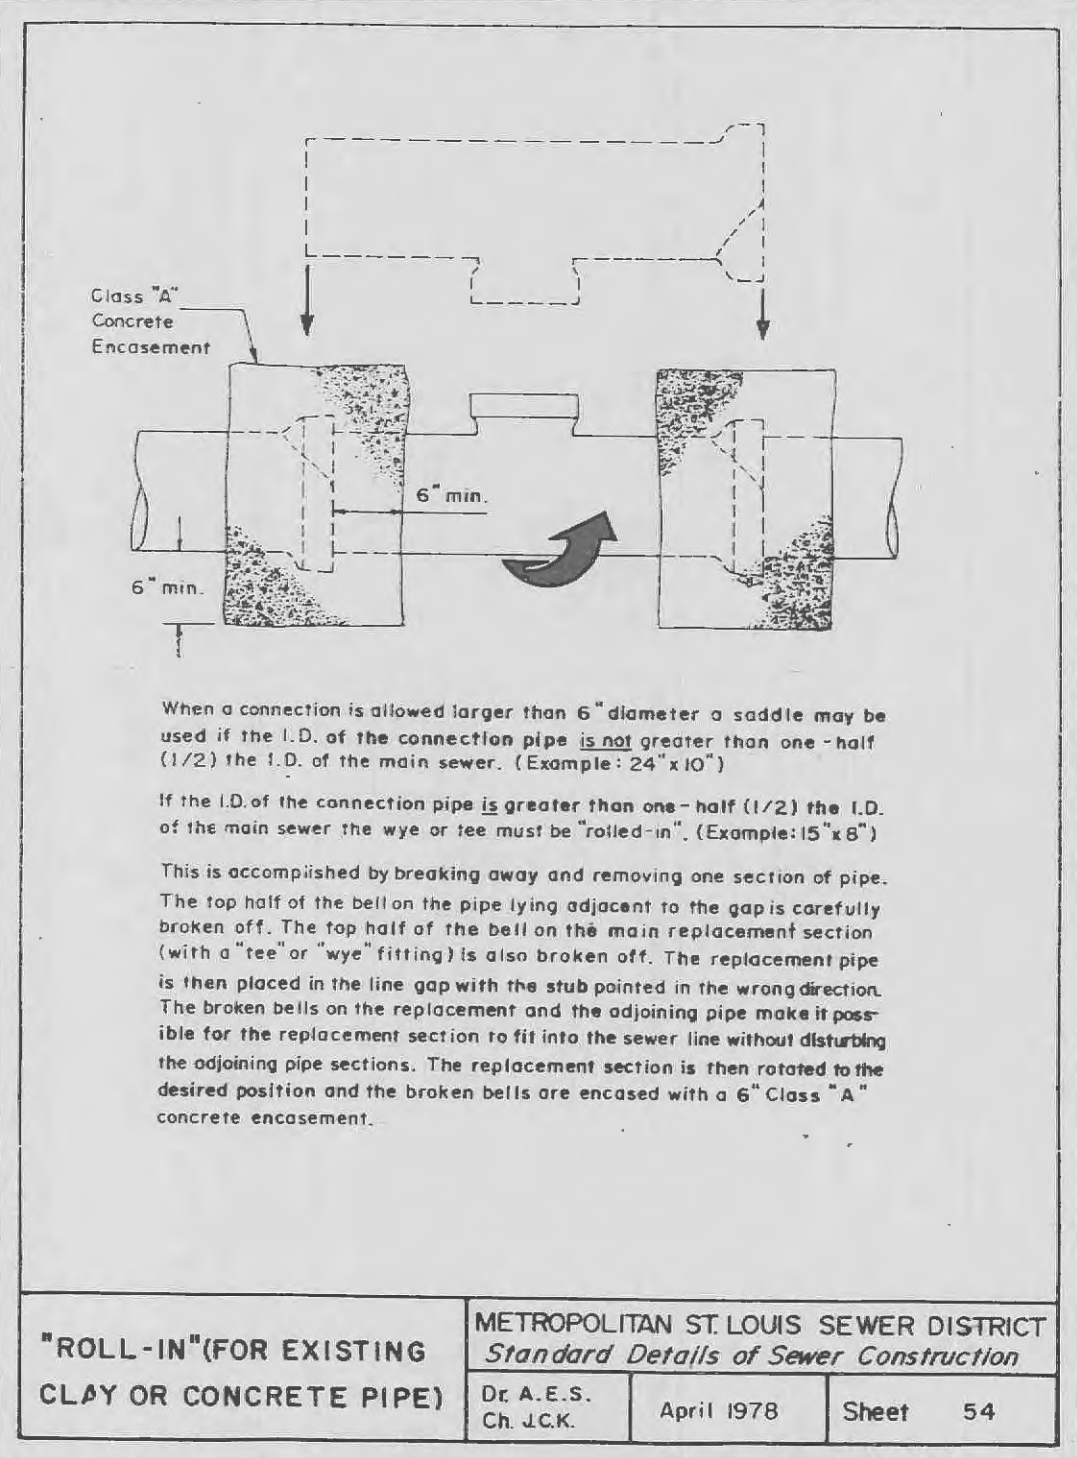 Class "A"
Concrete
Encasement
6" min.
6" min.
When a connection is allowed larger than 6" diameter a saddle may be
used if the I.D. of the connection pipe is not greater than one-half
(1/2) the I.D. of the main sewer. (Example: 24"x10")
If the I.D. of the connection pipe is greater than one-half (1/2) the I.D.
of the main sewer the wye or tee must be "rolled-in". (Example: 15"x8")
This is accomplished by breaking away and removing one section of pipe.
The top half of the bell on the pipe lying adjacent to the gap is carefully
broken off. The top half of the bell on the main replacement section
(with a "tee" or "wye" fitting) is also broken off. The replacement pipe
is then placed in the line gap with the stub pointed in the wrong direction.
The broken bells on the replacement and the adjoining pipe make it poss-
ible for the replacement section to fit into the sewer line without disturbing
the adjoining pipe sections. The replacement section is then rotated to the
desired position and the broken bells are encased with a 6" Class "A"
concrete encasement.
"ROLL-IN" (FOR EXISTING
CLAY OR CONCRETE PIPE)
METROPOLITAN ST. LOUIS SEWER DISTRICT
Standard Details of Sewer Construction
Dr. A.E.S.
Ch. J.C.K.
April 1978
Sheet 54